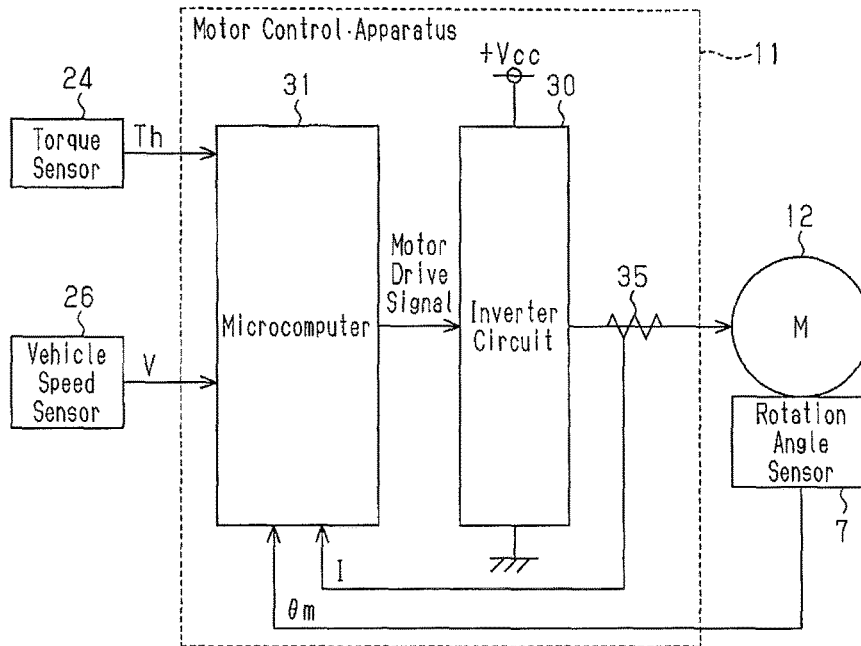 Motor Control·Apparatus
11
+Vcc
24
31
30
Torque
Sensor
Th
12
Motor
Drive
Signal
35
26
Microcomputer
Inverter
Circuit
M
Vehicle
Speed
Sensor
V
Rotation
Angle
Sensor
7
I
θm